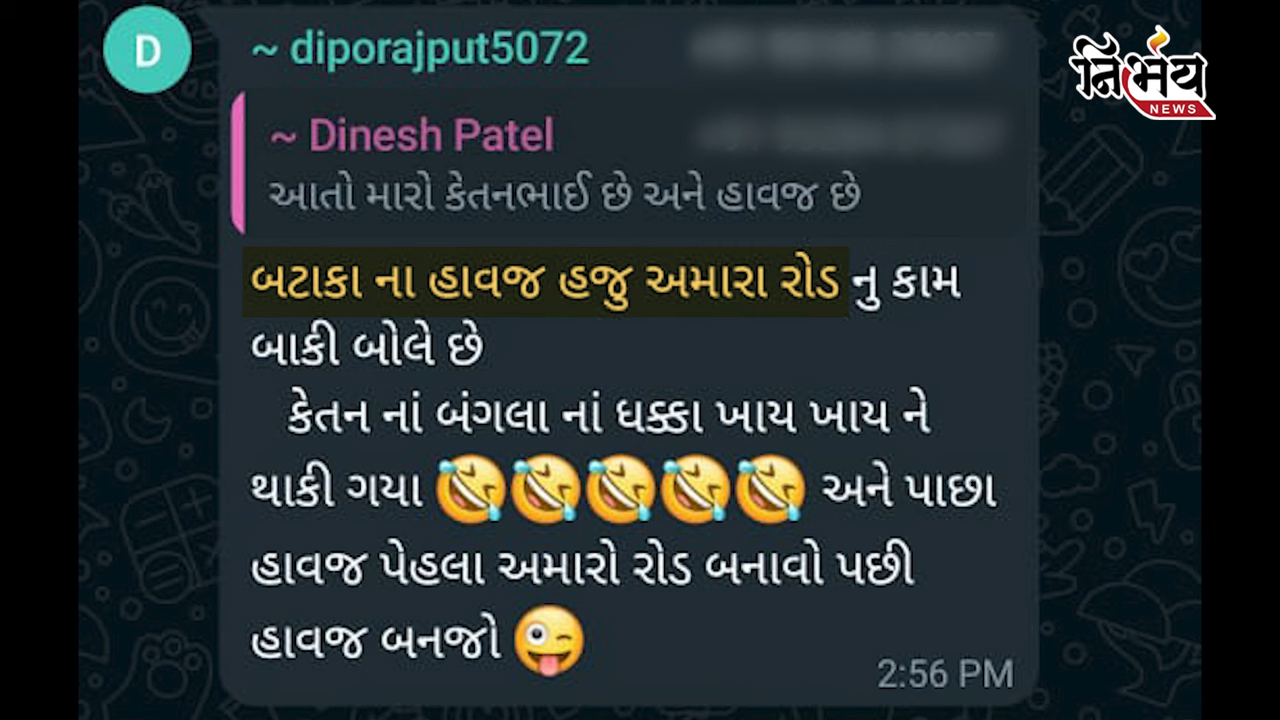 D
~ diporajput5072
નિર્ભય
NEWS
~ Dinesh Patel
આતો મારો કેતનભાઈ છે અને હાવજ છે
બટાકા ના હાવજ હજુ અમારા રોડ નુ કામ
બાકી બોલે છે
કેતન નાં બંગલા નાં ધક્કા ખાય ખાય ને
થાકી ગયા 🤣🤣🤣🤣🤣 અને પાછા
હાવજ પેહલા અમારો રોડ બનાવો પછી
હાવજ બનજો 😜
2:56 PM